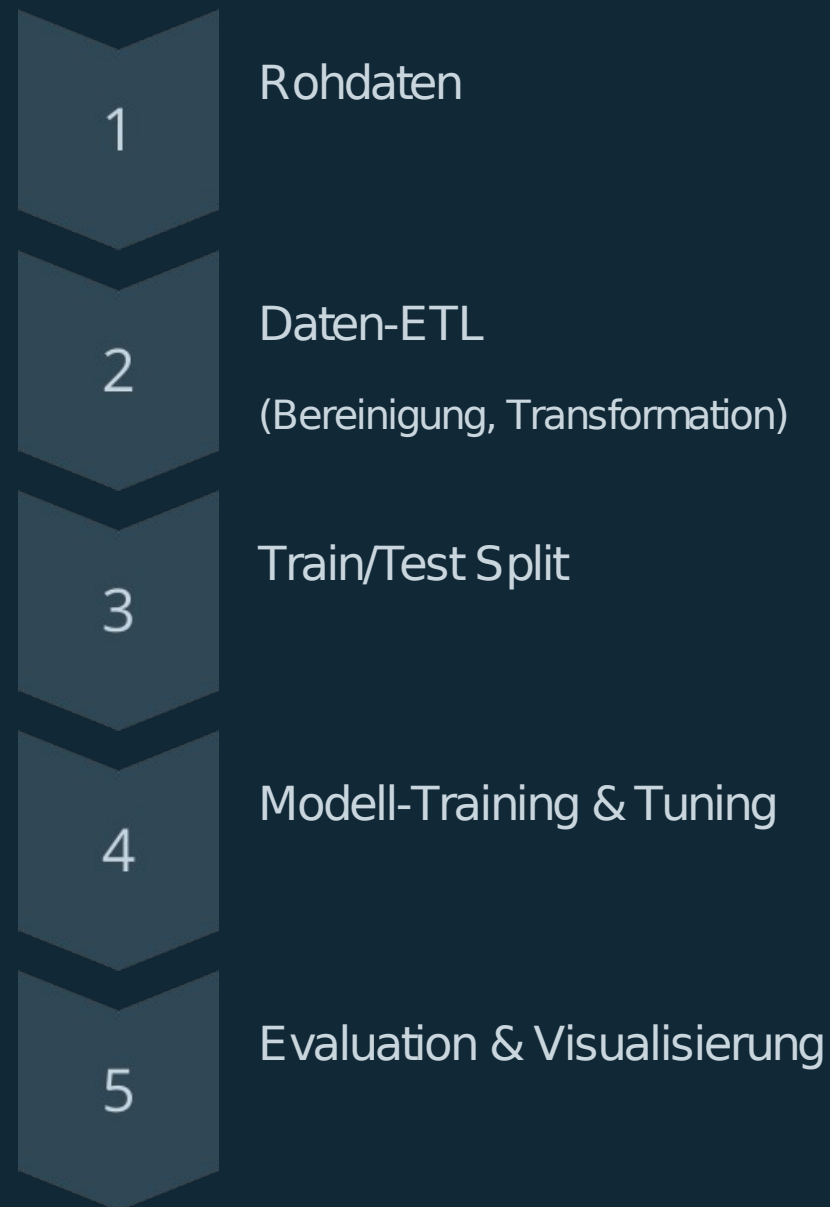 1
Rohdaten
2
Daten-ETL
(Bereinigung, Transformation)
3
Train/Test Split
4
Modell-Training & Tuning
5
Evaluation & Visualisierung